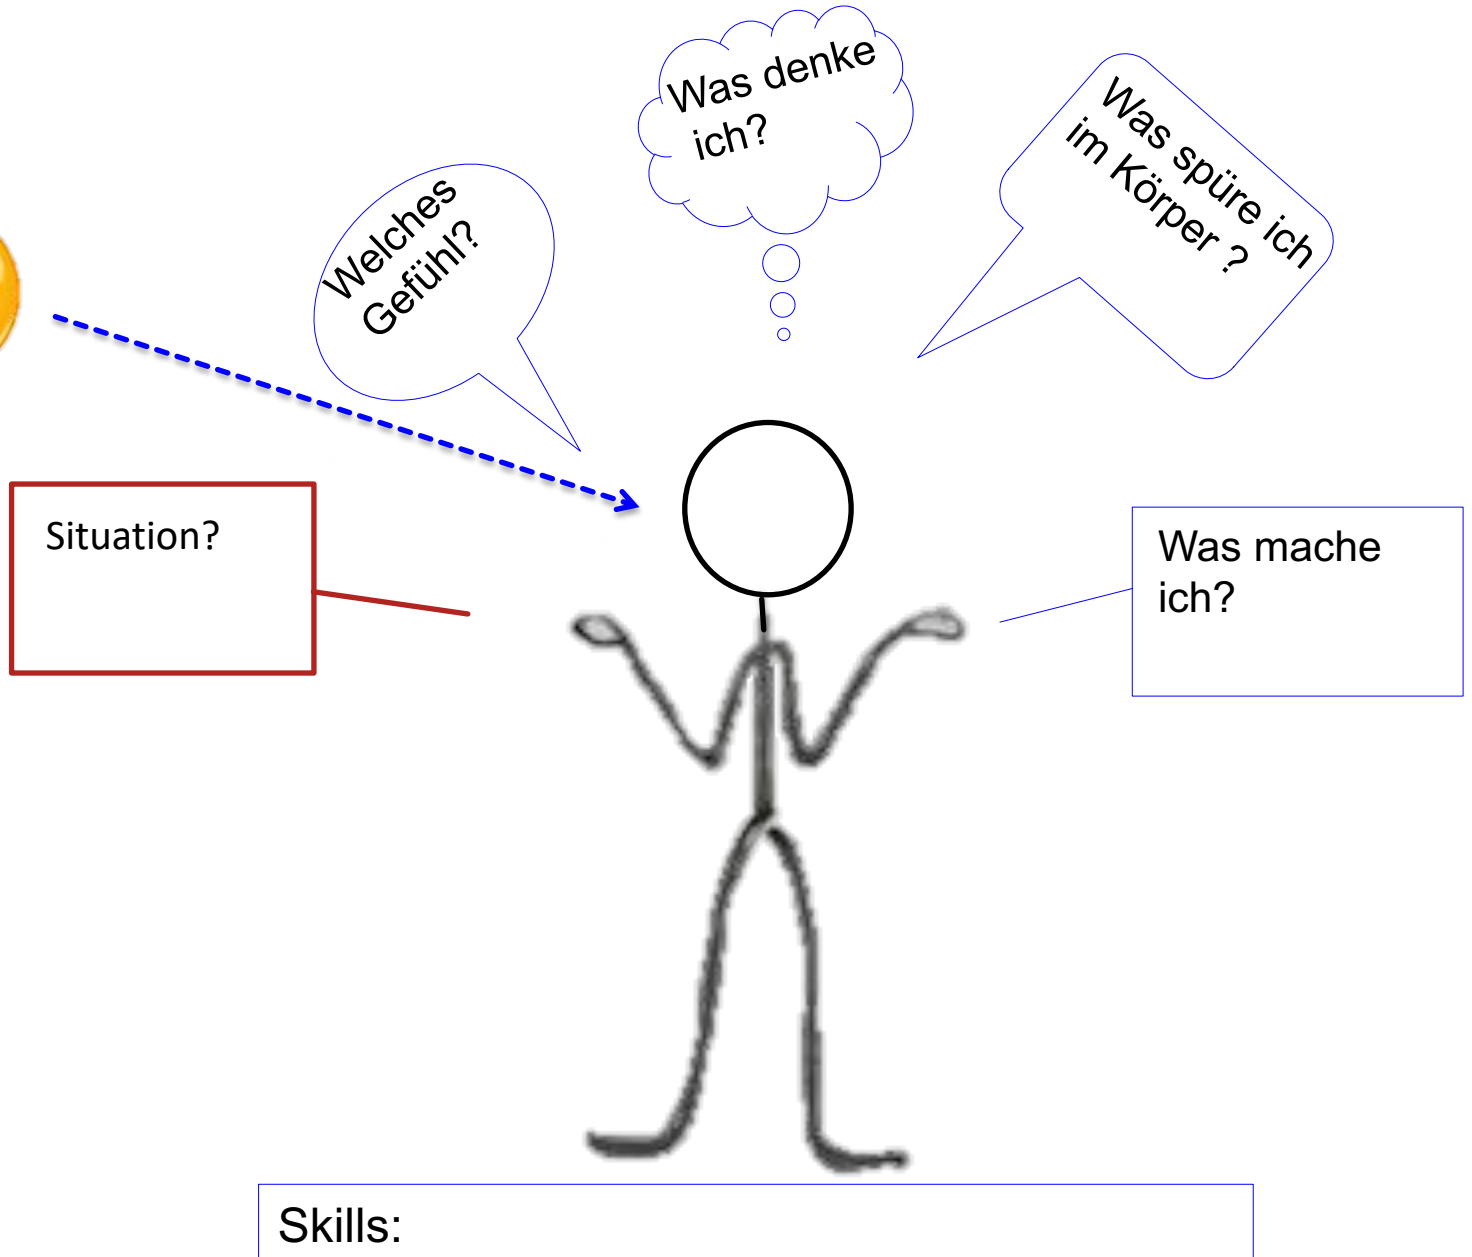 Was denke
ich?
Was spüre ich
im Körper ?
Welches
Gefühl?
Situation?
Was mache
ich?
Skills: